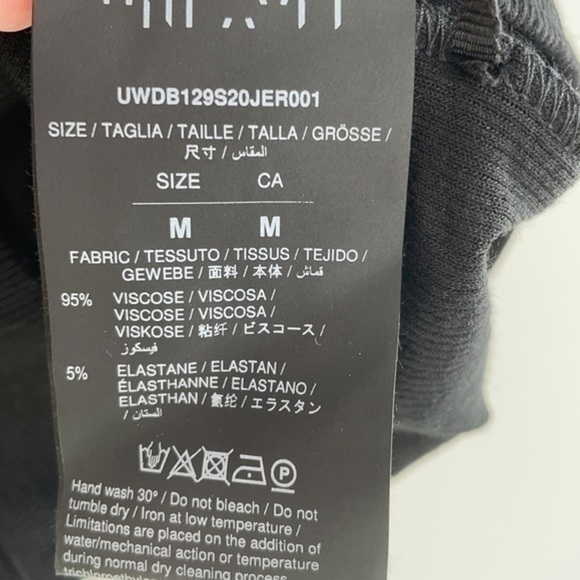 UWDB129S20JER001
SIZE / TAGLIA / TAILLE / TALLA / GRÖSSE /
尺寸 / المقاس /
SIZE CA
M M
FABRIC / TESSUTO / TISSUS / TEJIDO /
GEWEBE / 面料 / 本体 / قماش /
95% VISCOSE / VISCOSA /
VISCOSE / VISCOSA /
VISKOSE / 粘纤 / ビスコース /
فيسكوز /
5% ELASTANE / ELASTAN /
ÉLASTHANNE / ELASTANO /
ELASTHAN / 氨纶 / エラスタン
/ الستان /
Hand wash 30° / Do not bleach / Do not
tumble dry / Iron at low temperature /
Limitations are placed on the addition of
water/mechanical action or temperature
during normal dry cleaning process